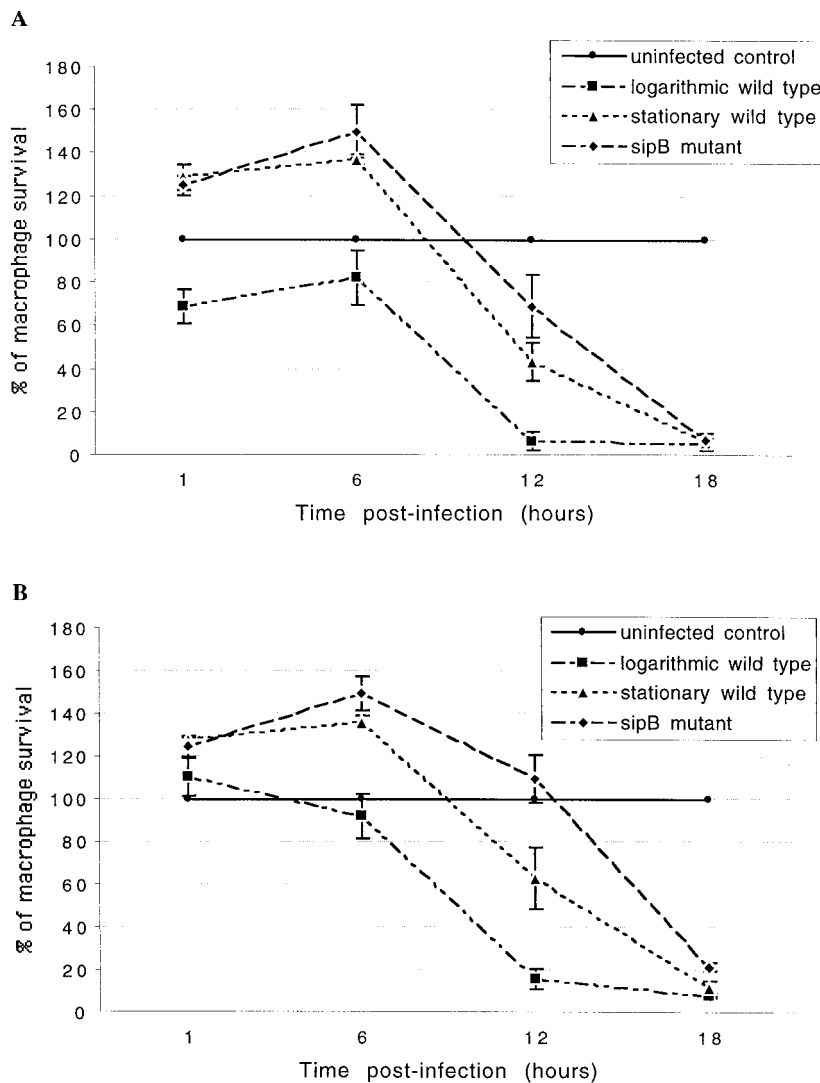 A
uninfected control
logarithmic wild type
stationary wild type
sipB mutant
% of macrophage survival
180
160
140
120
100
80
60
40
20
0
1 6 12 18
Time post-infection (hours)
B
uninfected control
logarithmic wild type
stationary wild type
sipB mutant
% of macrophage survival
180
160
140
120
100
80
60
40
20
0
1 6 12 18
Time post-infection (hours)